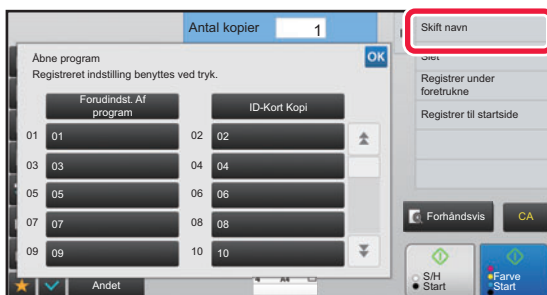 Antal kopier 1
Skift navn
OK
Åbne program
Slet
Registreret indstilling benyttes ved tryk.
Registrer under
foretrukne
Forudindst. Af
program
ID-Kort Kopi
Registrer til startside
01 01 02 02
03 03 04 04
05 05 06 06
07 07 08 08
Forhåndsvis CA
09 09 10 10
S/H
Start
Farve
Start
Andet
A4